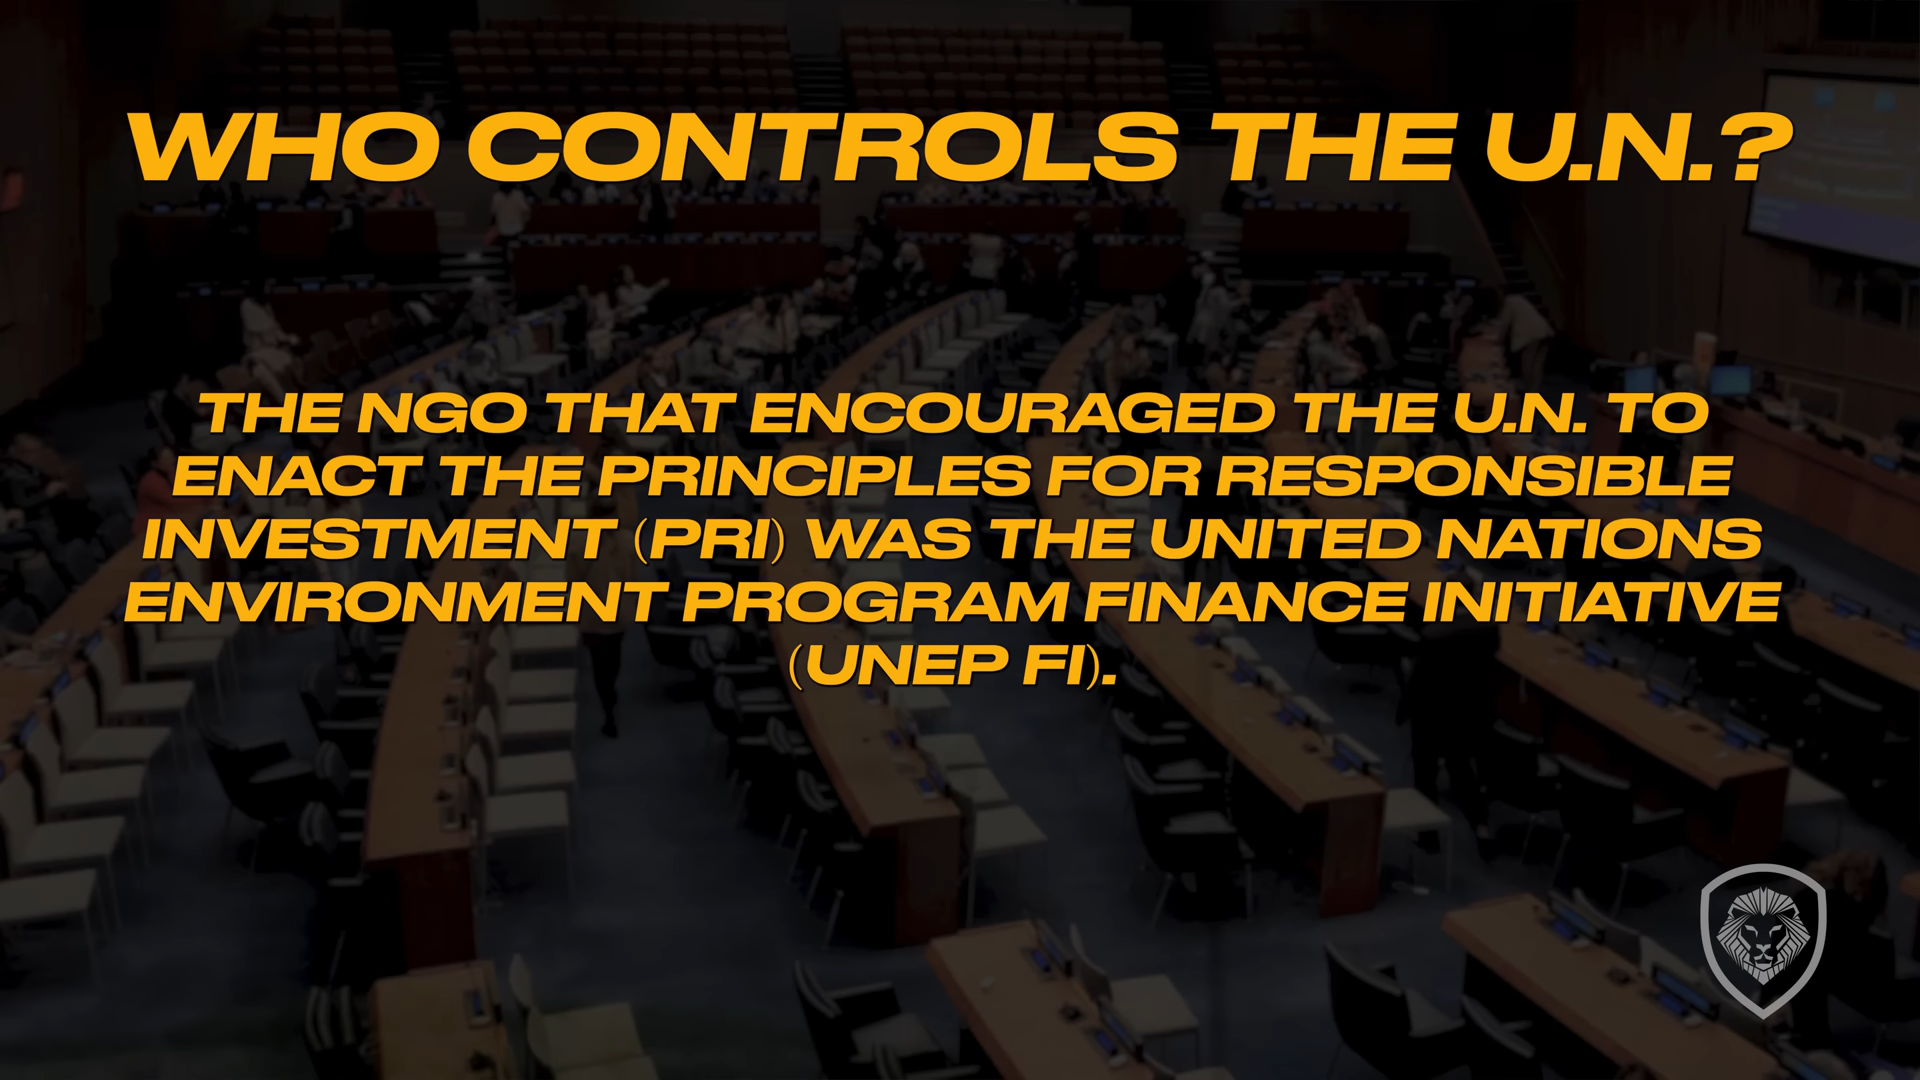 WHO CONTROLS THE U.N.?
THE NGO THAT ENCOURAGED THE U.N. TO
ENACT THE PRINCIPLES FOR RESPONSIBLE
INVESTMENT (PRI) WAS THE UNITED NATIONS
ENVIRONMENT PROGRAM FINANCE INITIATIVE
(UNEP FI).